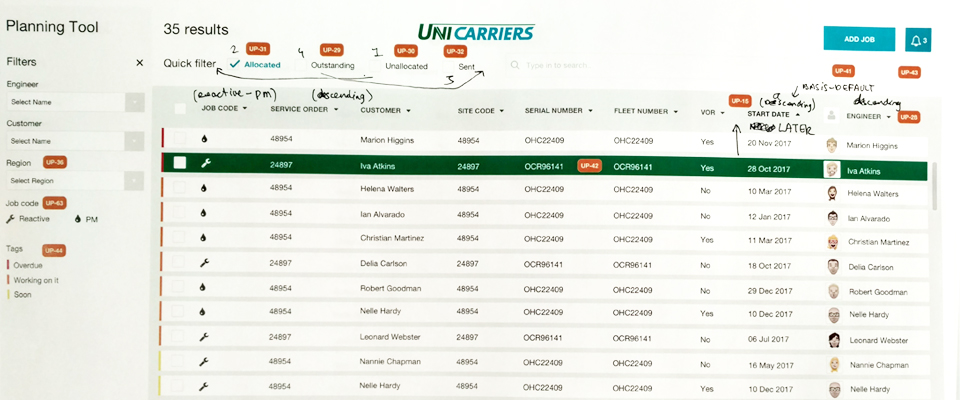 Planning Tool
35 results
UNICARRIERS
ADD JOB
3
Filters
×
2 UP-31 4 UP-29 1 UP-30 UP-32
Quick filter Allocated Outstanding Unallocated Sent
3
Type in to search
UP-41 UP-43
BASIS-DEFAULT
Engineer
Select Name
(reactive-pm) (descending) UP-15 descending
JOB CODE SERVICE ORDER CUSTOMER SITE CODE SERIAL NUMBER FLEET NUMBER VOR START DATE ENGINEER UP-26
LATER
Customer
Select Name
Region UP-36
Select Region
Job code UP-63
Reactive PM
Tags UP-44
Overdue
Working on it
Soon
48954 Marion Higgins 48954 OHC22409 OHC22409 Yes 20 Nov 2017 Marion Higgins
24897 Iva Atkins 24897 OCR96141 UP-42 OCR96141 Yes 28 Oct 2017 Iva Atkins
48954 Helena Walters 48954 OHC22409 OHC22409 No 10 Mar 2017 Helena Walters
48954 Ian Alvarado 48954 OHC22409 OHC22409 No 12 Jan 2017 Ian Alvarado
48954 Christian Martinez 48954 OHC22409 OHC22409 Yes 11 Mar 2017 Christian Martinez
24897 Delia Carlson 24897 OCR96141 OCR96141 No 18 Oct 2017 Delia Carlson
48954 Robert Goodman 48954 OHC22409 OHC22409 No 29 Dec 2017 Robert Goodman
48954 Nelle Hardy 48954 OHC22409 OHC22409 Yes 10 Dec 2017 Nelle Hardy
24897 Leonard Webster 24897 OCR96141 OCR96141 No 06 Jul 2017 Leonard Webster
48954 Nannie Chapman 48954 OHC22409 OHC22409 No 16 May 2017 Nannie Chapman
48954 Nelle Hardy 48954 OHC22409 OHC22409 Yes 10 Dec 2017 Nelle Hardy